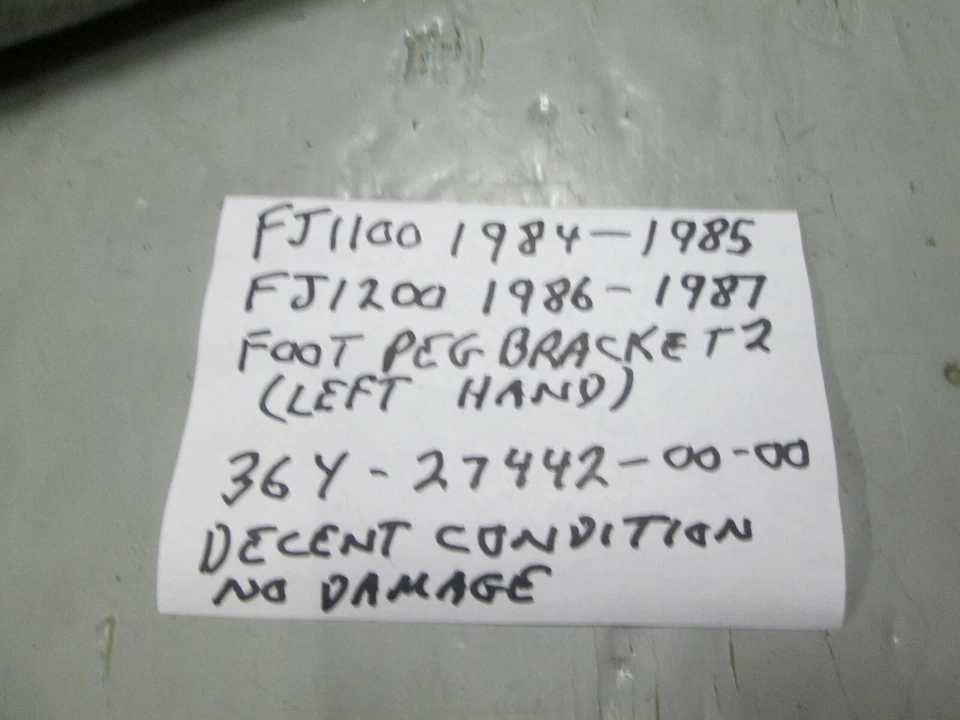 FJ1100 1984-1985
FJ1200 1986-1987
FOOT PEG BRACKET 2
(LEFT HAND)
36Y-27442-00-00
DECENT CONDITION
NO DAMAGE